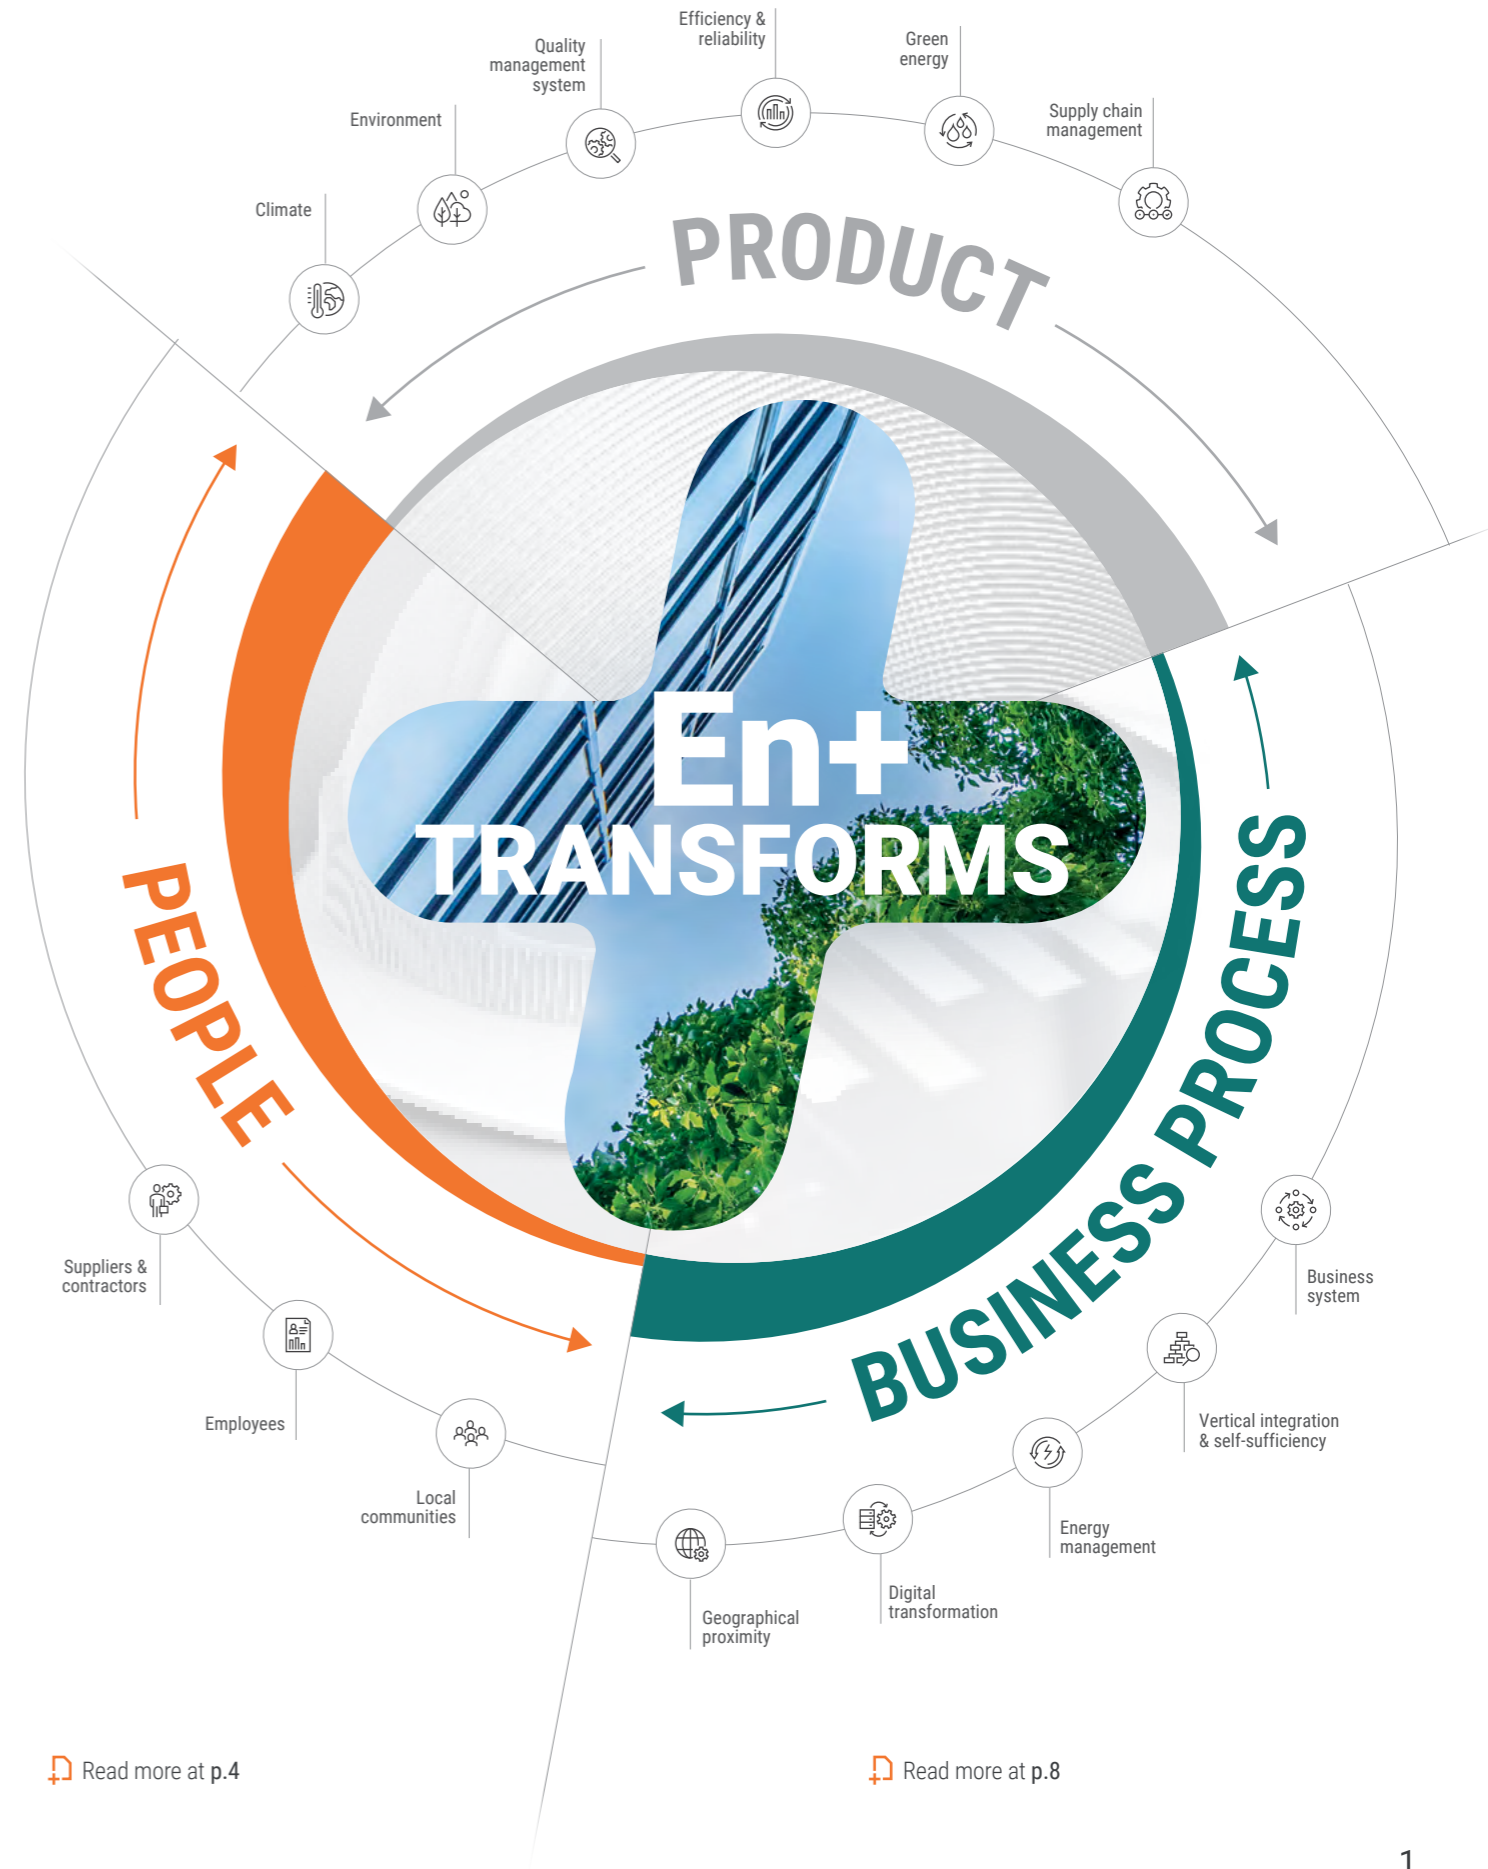 Efficiency &
reliability
Quality
management
system
Green
energy
Supply chain
management
Environment
Climate
PRODUCT
En+
TRANSFORMS
PEOPLE
BUSINESS PROCESS
Suppliers &
contractors
Employees
Local
communities
Business
system
Vertical integration
& self-sufficiency
Energy
management
Digital
transformation
Geographical
proximity
Read more at p.4
Read more at p.8
1